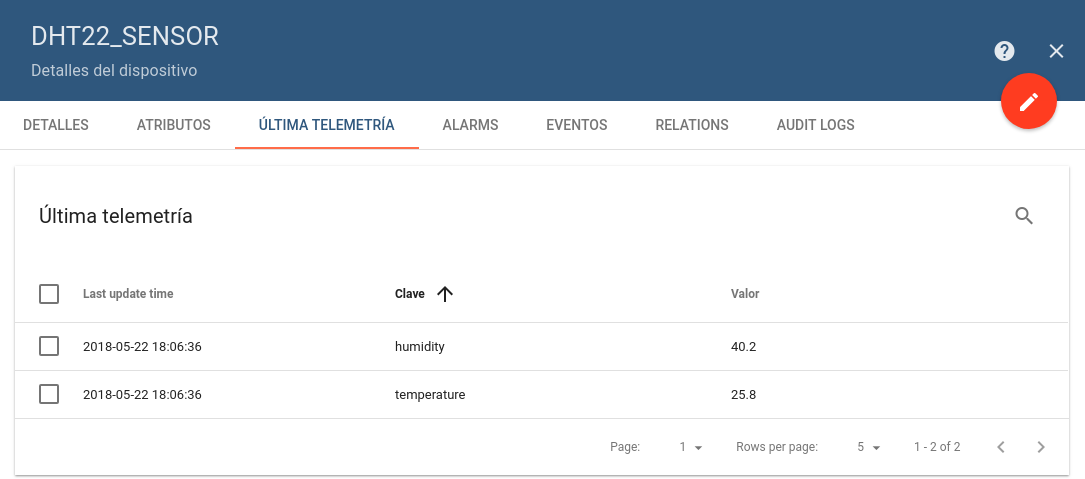 DHT22_SENSOR
Detalles del dispositivo
DETALLES ATRIBUTOS ÚLTIMA TELEMETRÍA ALARMS EVENTOS RELATIONS AUDIT LOGS
Última telemetría
Last update time Clave Valor
2018-05-22 18:06:36 humidity 40.2
2018-05-22 18:06:36 temperature 25.8
Page: 1 Rows per page: 5 1 - 2 of 2